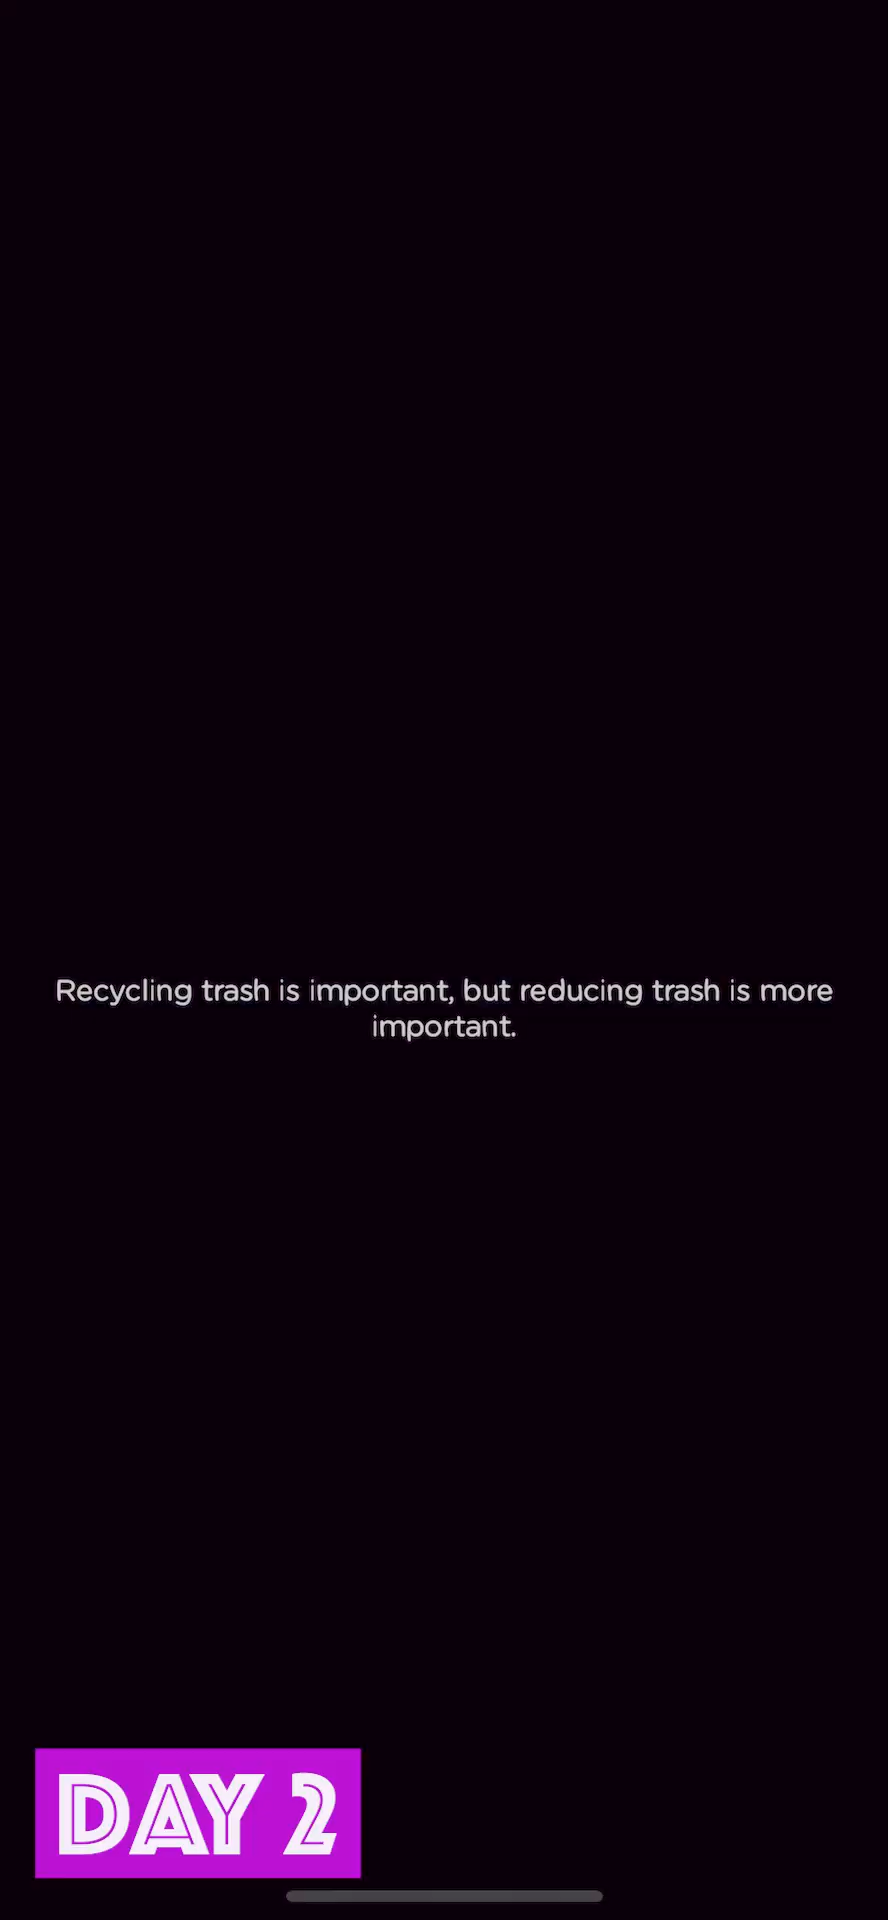 Recycling trash is important, but reducing trash is more
important.
DAY 2